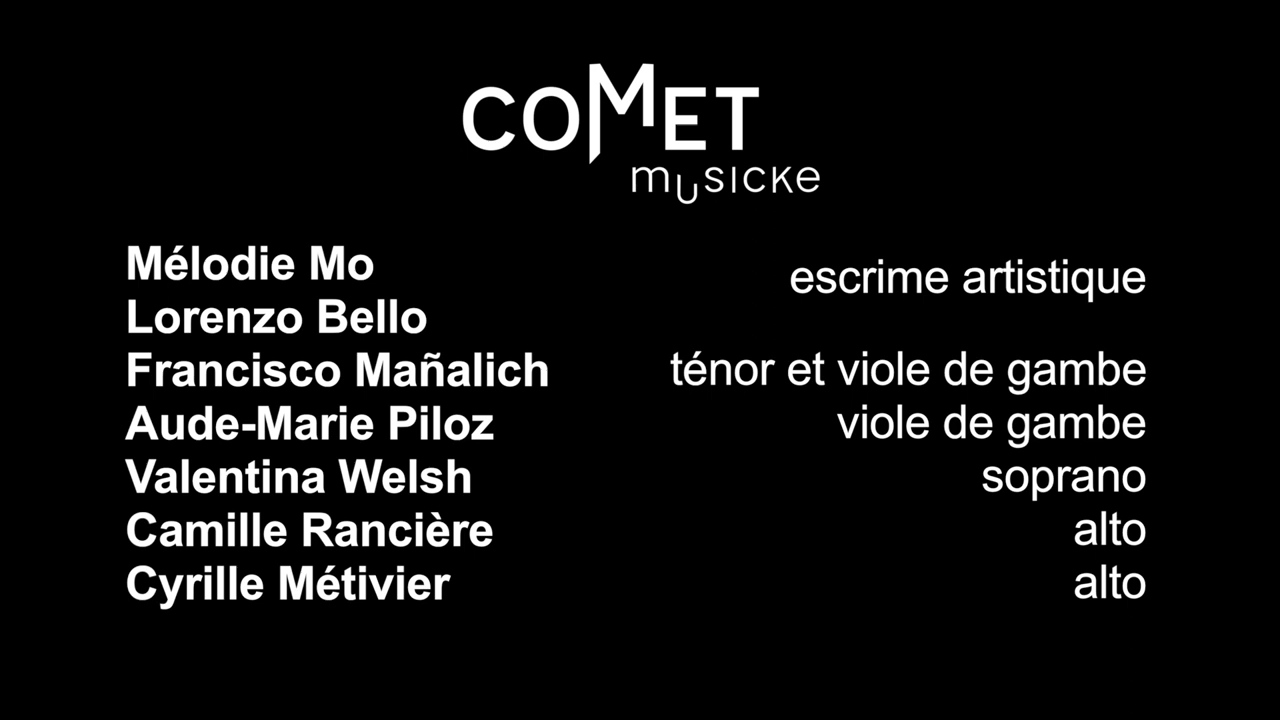 COMET
musicke
Mélodie Mo
escrime artistique
Lorenzo Bello
Francisco Mañalich ténor et viole de gambe
Aude-Marie Piloz viole de gambe
Valentina Welsh soprano
Camille Rancière alto
Cyrille Métivier alto